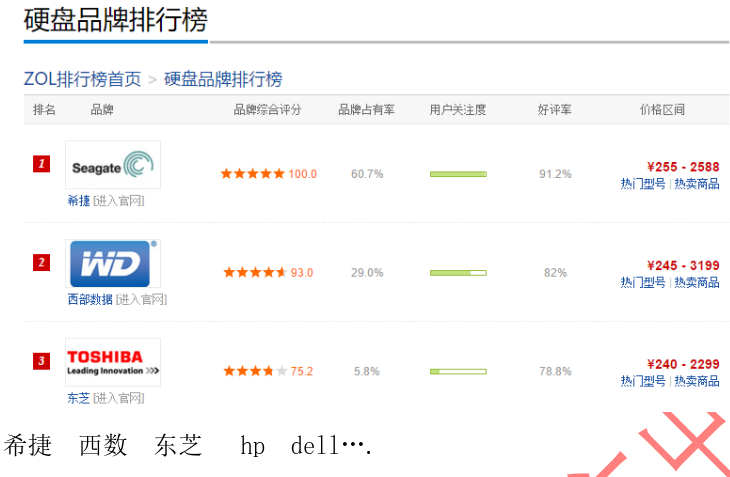 硬盘品牌排行榜
ZOL排行榜首页 > 硬盘品牌排行榜
排名 品牌 品牌综合评分 品牌占有率 用户关注度 好评率 价格区间
1 Seagate 100.0 60.7% 91.2% ¥255 - 2588
热门型号 | 热卖商品
希捷 [进入官网]
2 WD® 93.0 29.0% 82% ¥245 - 3199
热门型号 | 热卖商品
西部数据 [进入官网]
3 TOSHIBA 75.2 5.8% 78.8% ¥240 - 2299
Leading Innovation >>> 热门型号 | 热卖商品
东芝 [进入官网]
希捷 西数 东芝 hp dell….